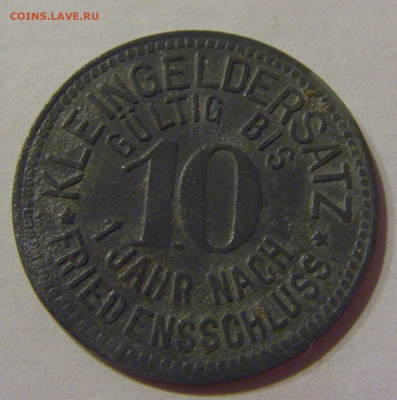 COINS.LAVE.RU
★ KLEINGELDERSATZ ★
GÜLTIG BIS
10
1 JAHR NACH
FRIEDENSSCHLUSS